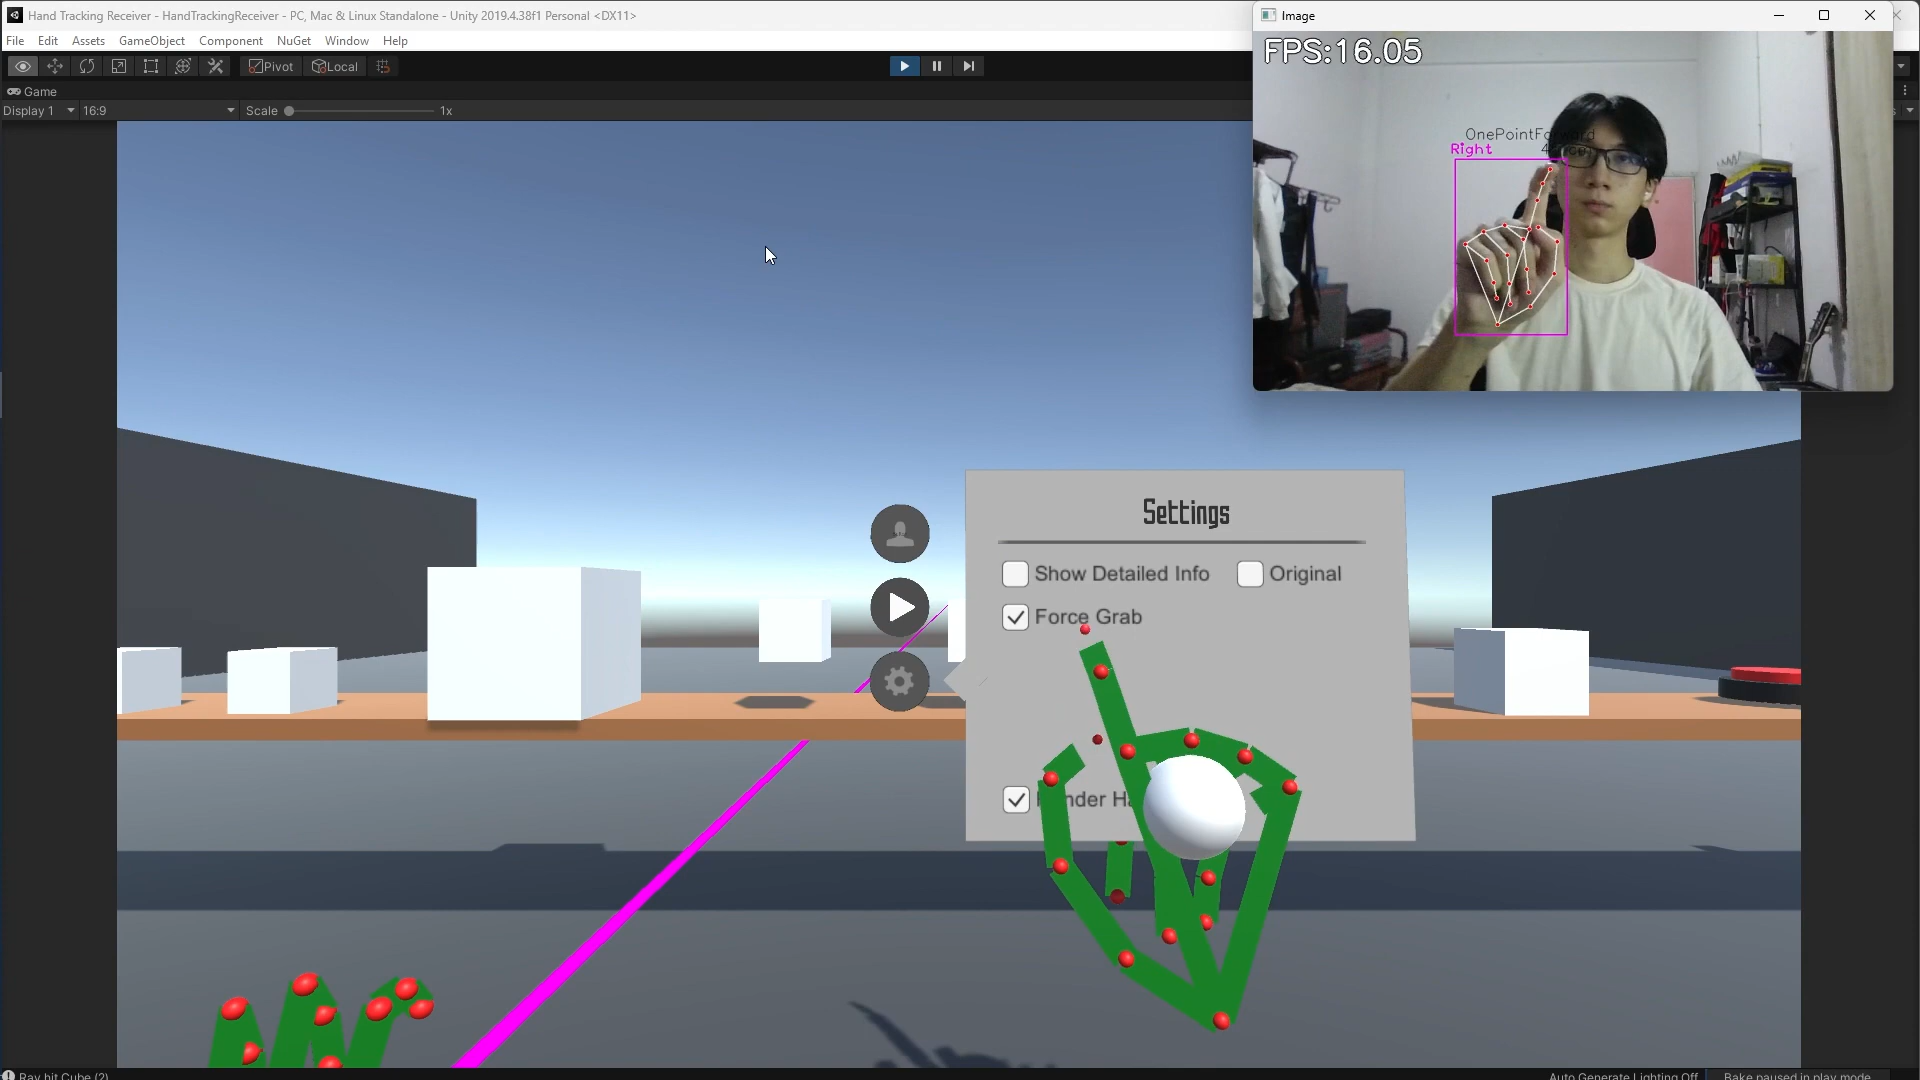 Hand Tracking Receiver - HandTrackingReceiver - PC, Mac & Linux Standalone - Unity 2019.4.38f1 Personal <DX11>
Image
File Edit Assets GameObject Component NuGet Window Help
FPS:16.05
Pivot Local
Game
Display 1 16:9 Scale 1x
Right
Settings
Show Detailed Info Original
Force Grab
Ray hit Cube (2)
Auto Generate Lighting Off Bake paused in play mode